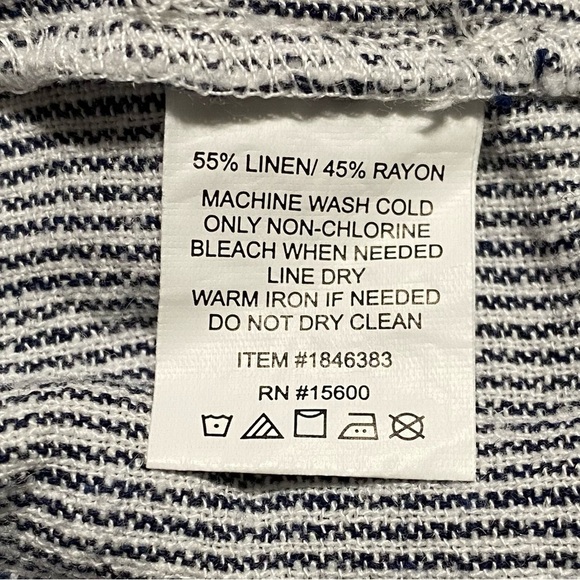 55% LINEN/ 45% RAYON
MACHINE WASH COLD
ONLY NON-CHLORINE
BLEACH WHEN NEEDED
LINE DRY
WARM IRON IF NEEDED
DO NOT DRY CLEAN
ITEM #1846383
RN #15600